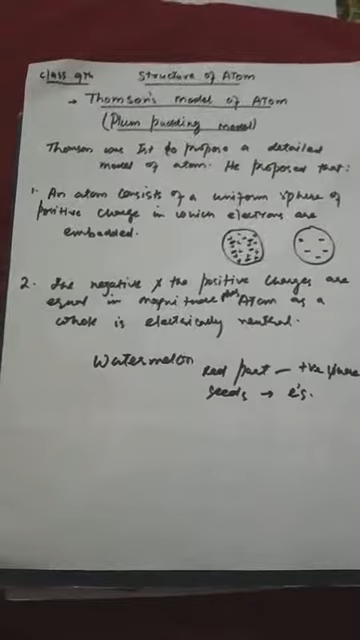 Class 9th
Structure of Atom
→ Thomson's model of Atom
(Plum pudding model)
Thomson was 1st to propose a detailed
model of atom. He proposed that:
1. An atom consists of a uniform sphere of
positive charge in which electrons are
embedded.
2. The negative & the positive charges are
equal in magnitude Atom as a
whole is electrically neutral.
Watermelon
Red part — +ve
seeds → e's.